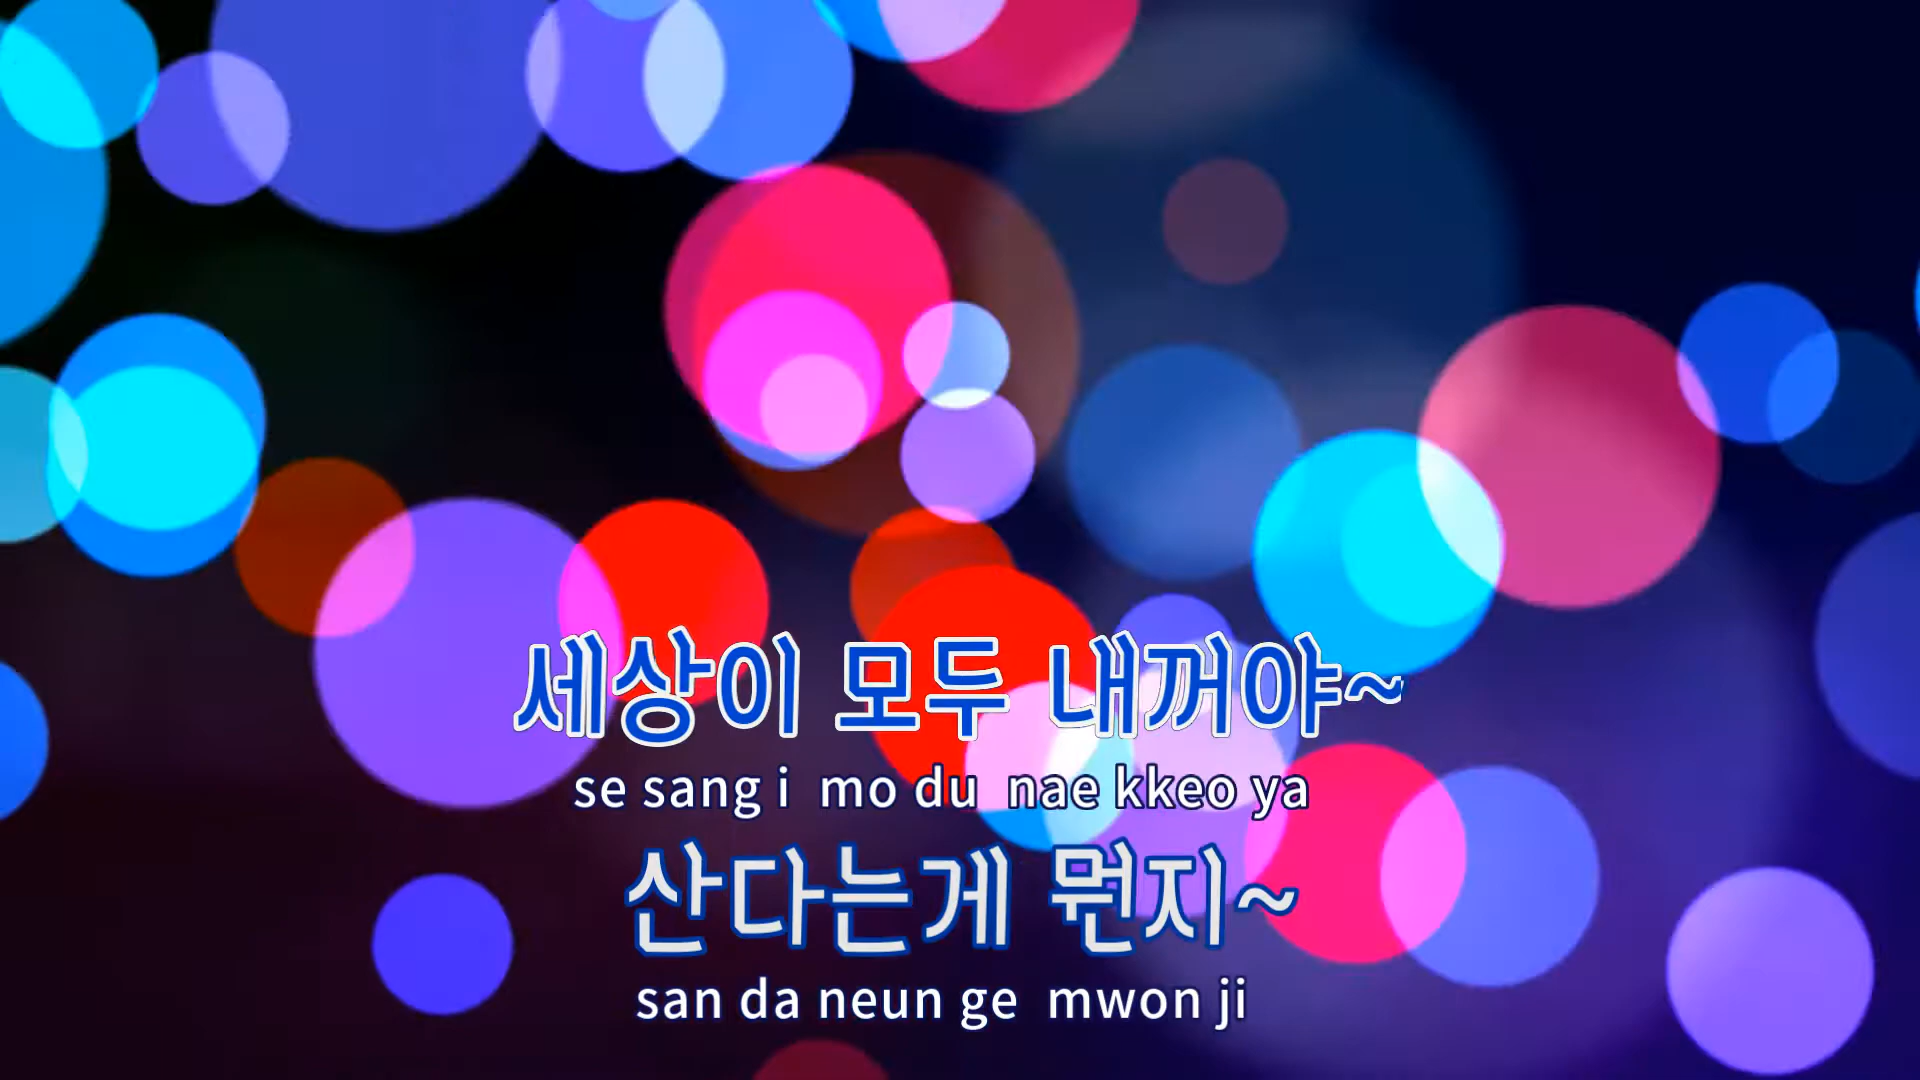 세상이 모두 내꺼야~
se sang i mo du nae kkeo ya
산다는게 뭔지~
san da neun ge mwon ji